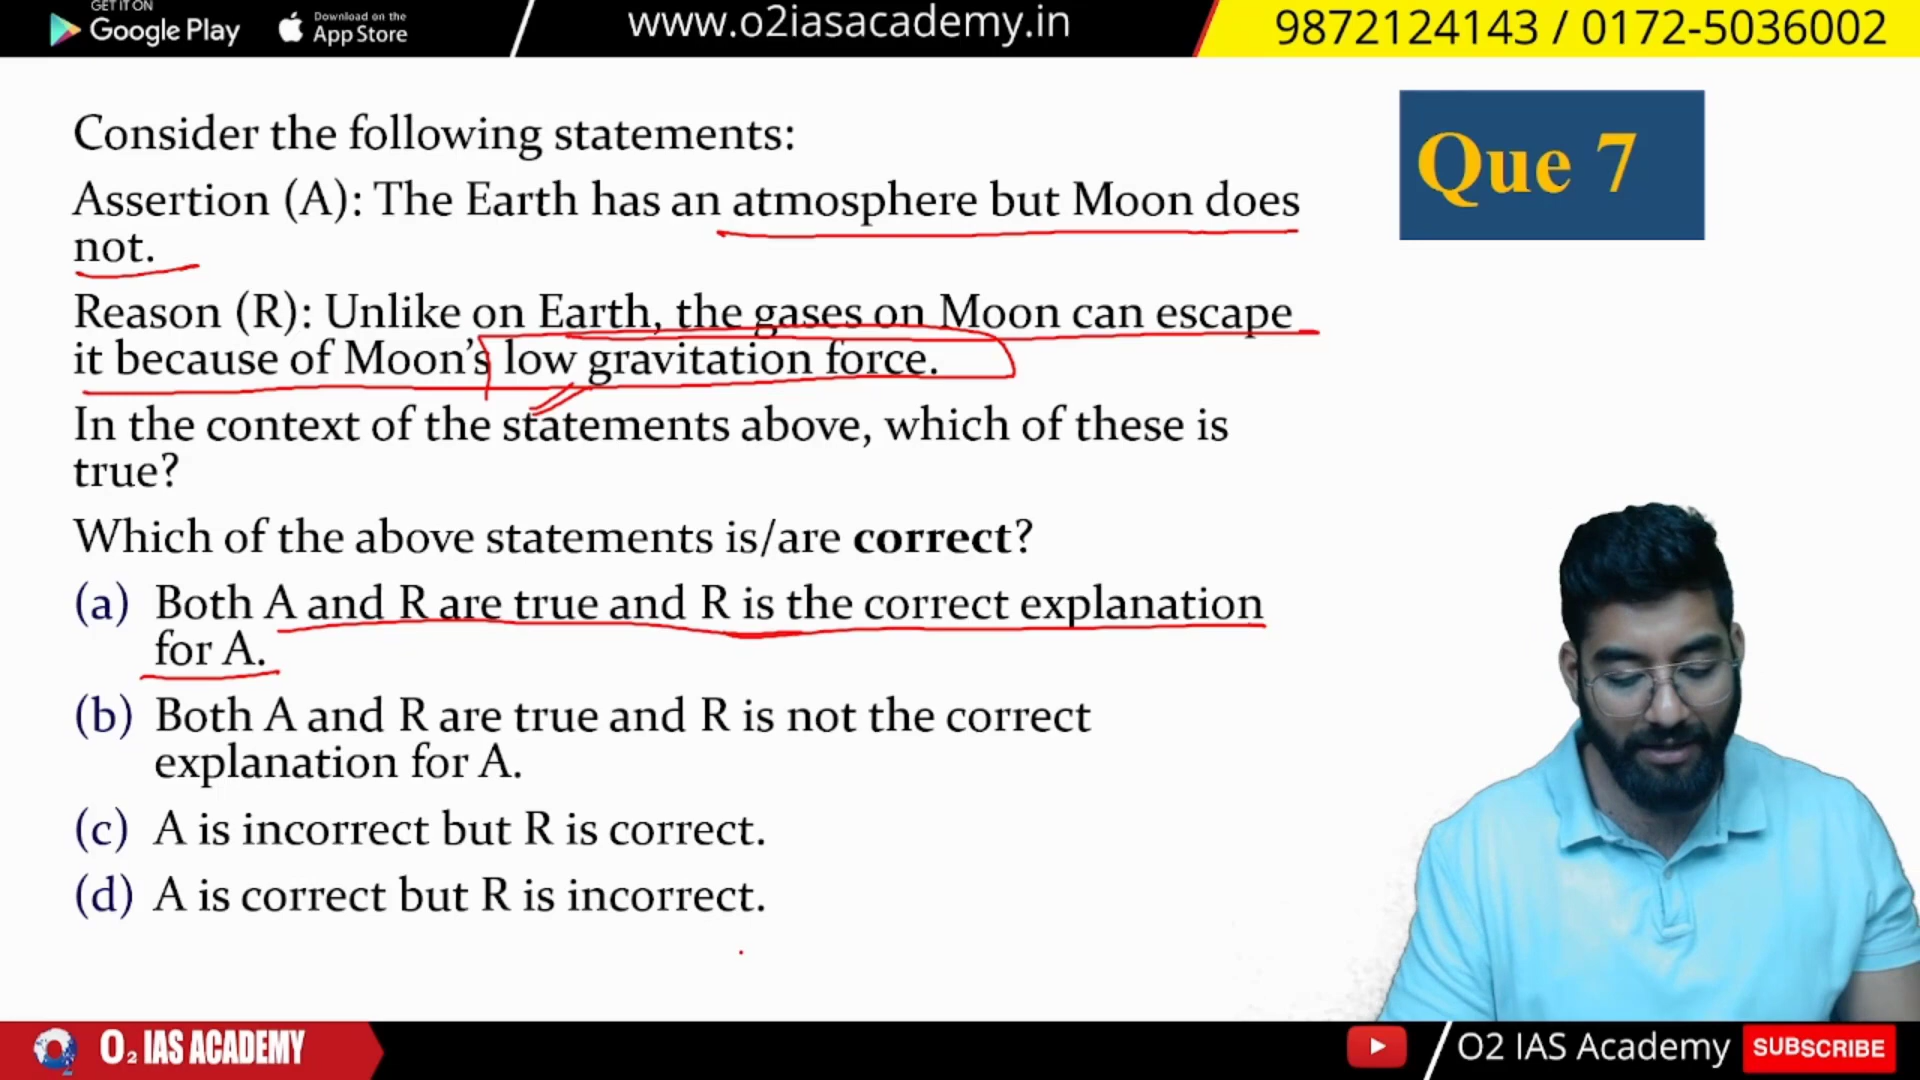 GET IT ON
Google Play
Download on the
App Store
www.o2iasacademy.in
9872124143 / 0172-5036002
Que 7
Consider the following statements:
Assertion (A): The Earth has an atmosphere but Moon does
not.
Reason (R): Unlike on Earth, the gases on Moon can escape
it because of Moon's low gravitation force.
In the context of the statements above, which of these is
true?
Which of the above statements is/are correct?
(a) Both A and R are true and R is the correct explanation
for A.
(b) Both A and R are true and R is not the correct
explanation for A.
(c) A is incorrect but R is correct.
(d) A is correct but R is incorrect.
O2 IAS ACADEMY
O2 IAS Academy
SUBSCRIBE